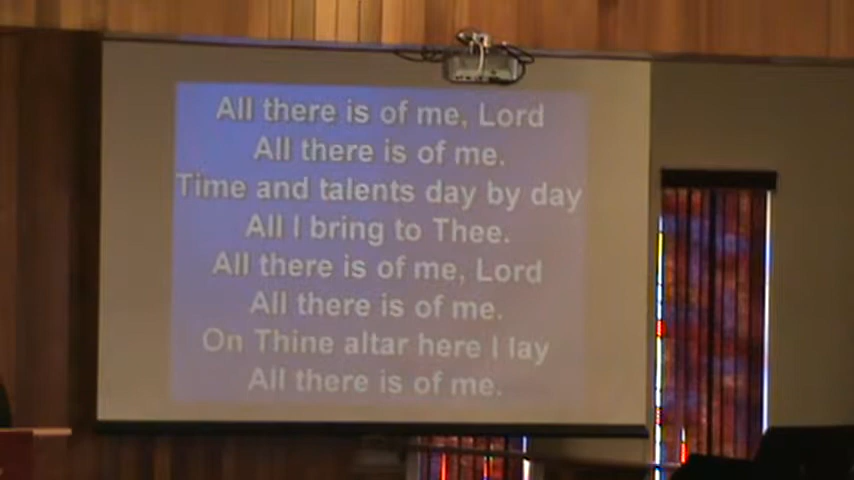 All there is of me, Lord
All there is of me.
Time and talents day by day
All I bring to Thee.
All there is of me, Lord
All there is of me.
On Thine altar here I lay
All there is of me.